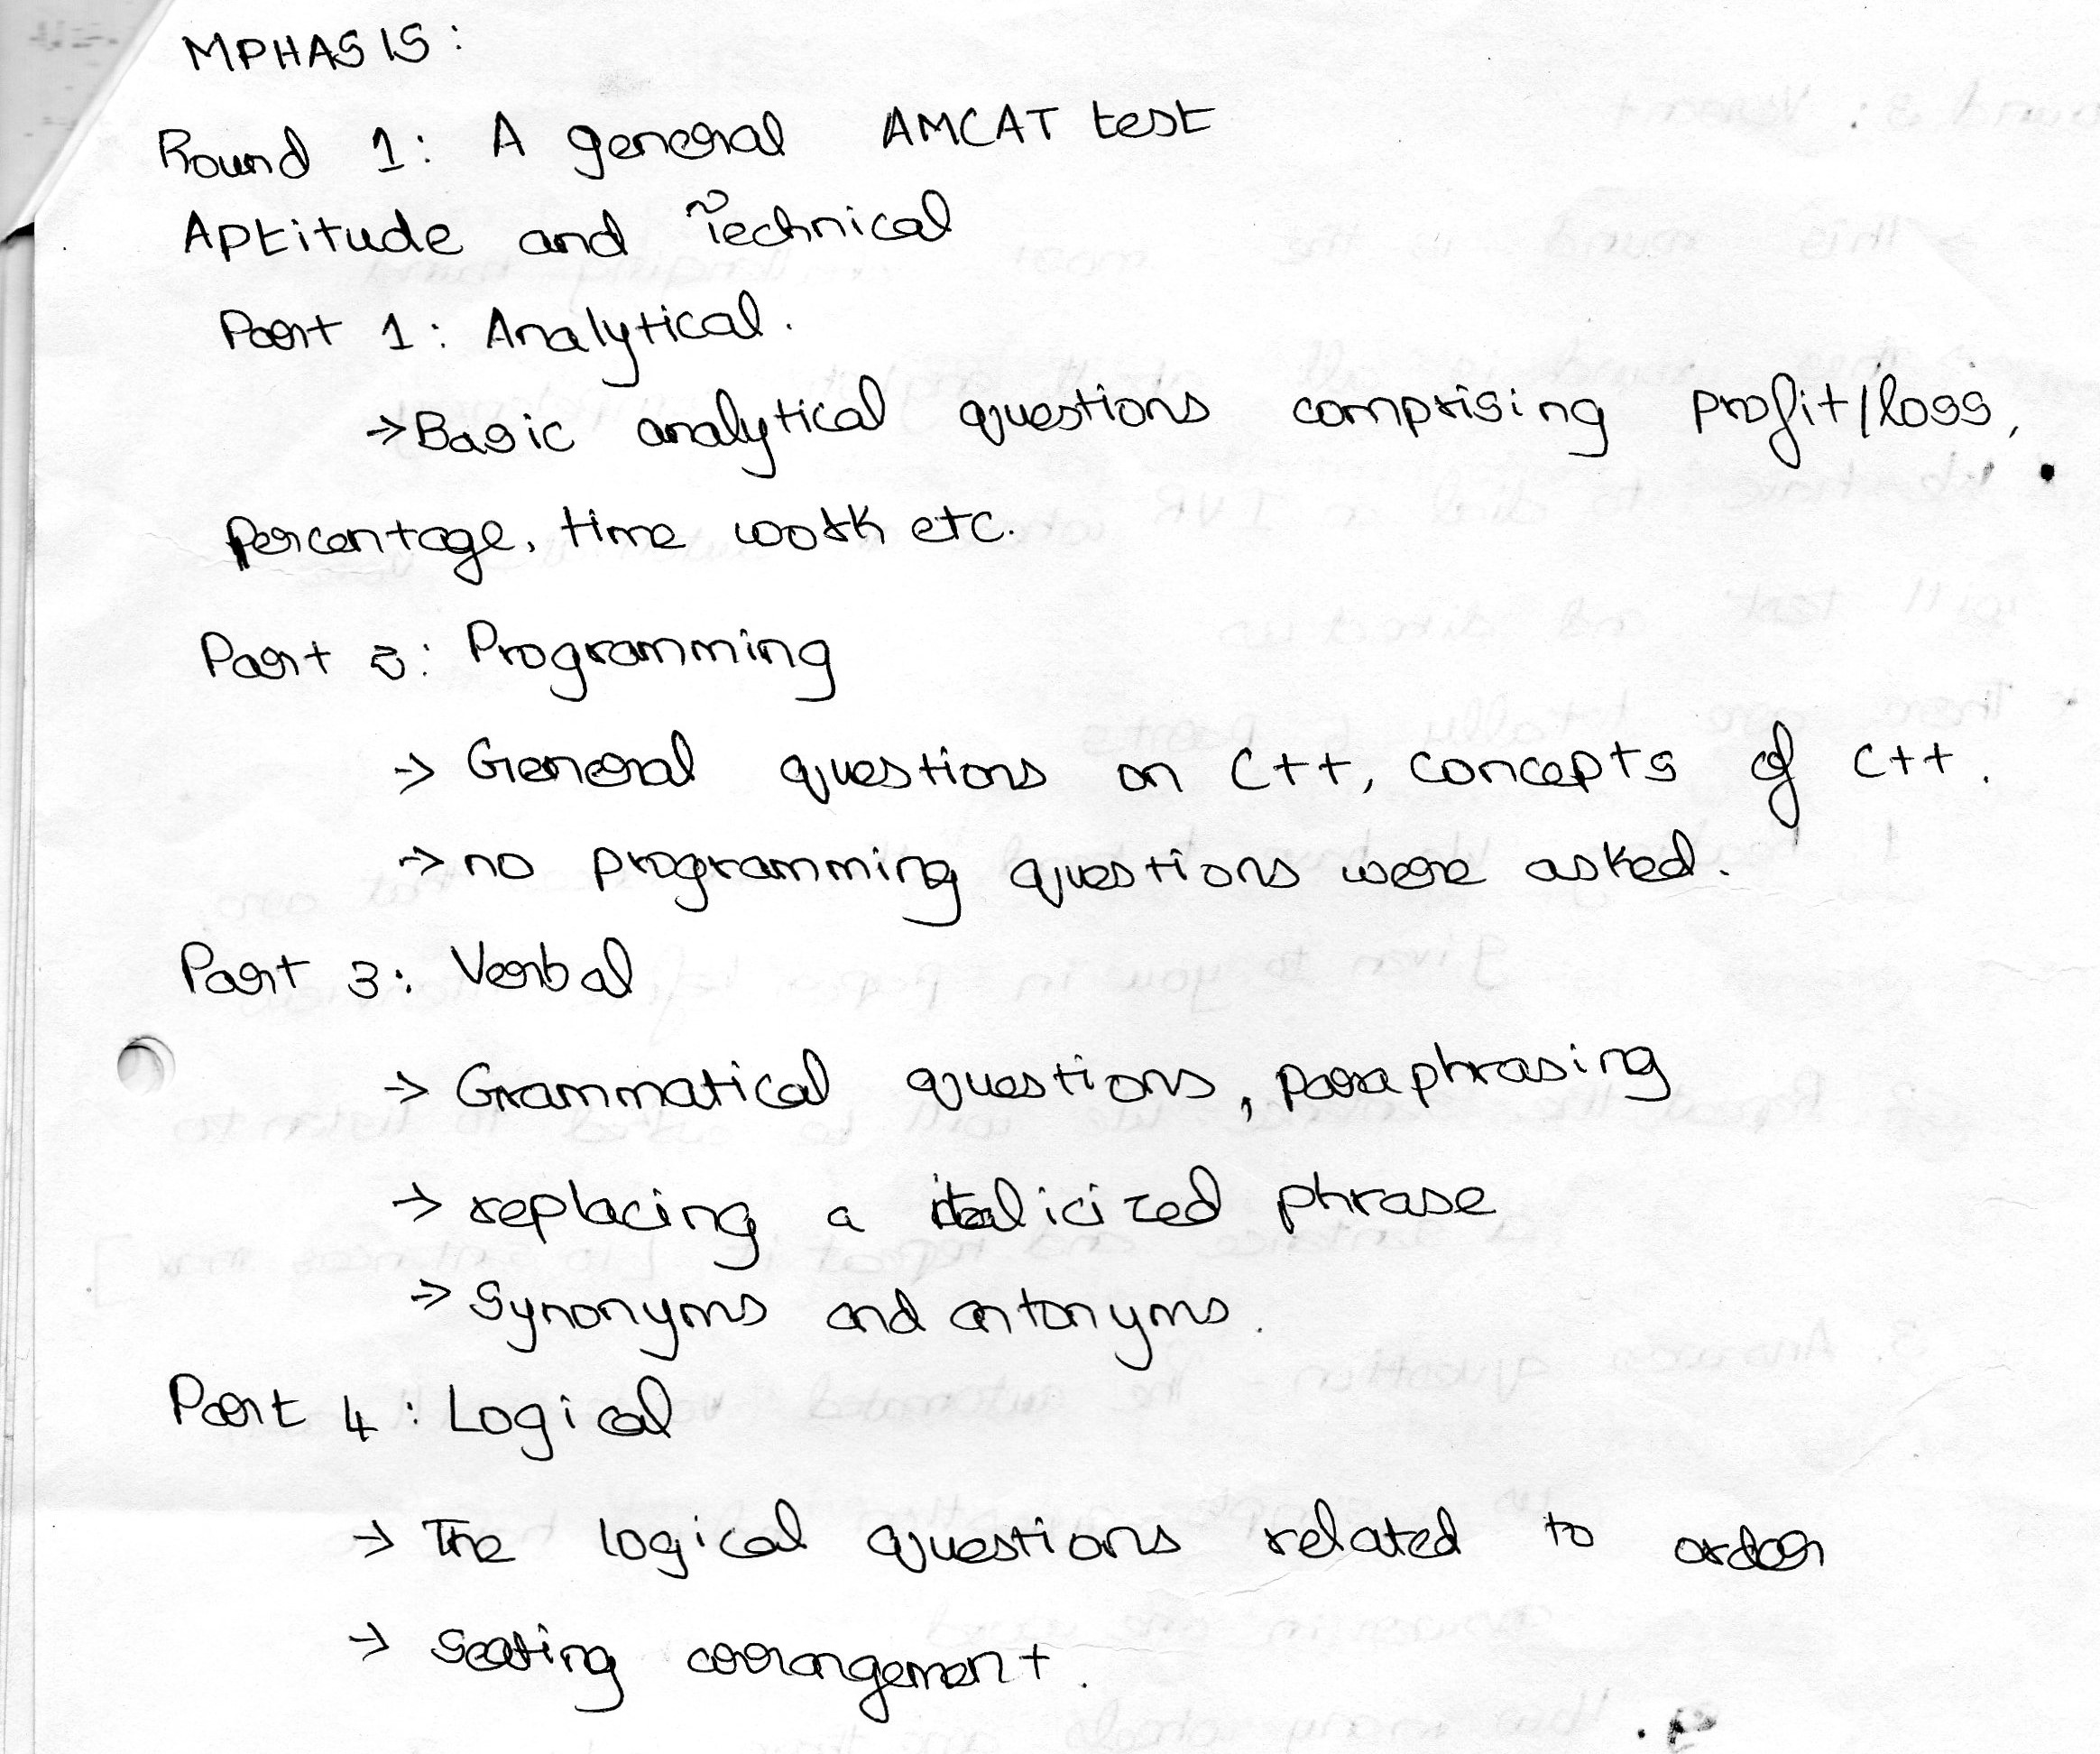 MPHASIS:
Round 1: A general AMCAT test
Aptitude and Technical
Part 1: Analytical.
→Basic analytical questions comprising profit/loss,
Percentage, time work etc.
Part 2: Programming
→ General questions on C++, concepts of C++.
→ no programming questions were asked.
Part 3: Verbal
→ Grammatical questions, paraphrasing
→ replacing a italicized phrase
→ Synonyms and antonyms.
Part 4: Logical
→ The logical questions related to order
→ Seating arrangement.